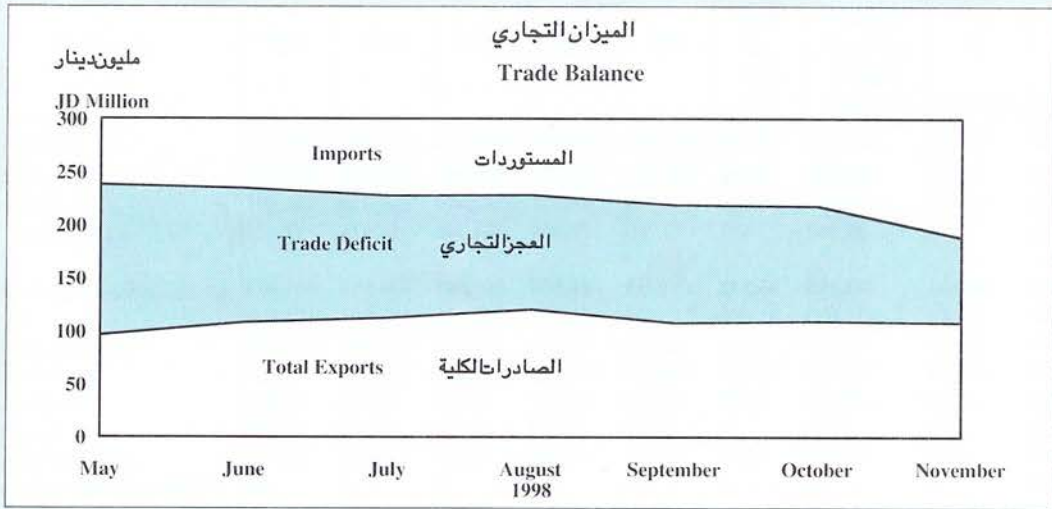 الميزان التجاري
Trade Balance
مليون دينار
JD Million
300
250
200
150
100
50
0
Imports المستوردات
Trade Deficit العجز التجاري
Total Exports الصادرات الكلية
May June July August September October November
1998